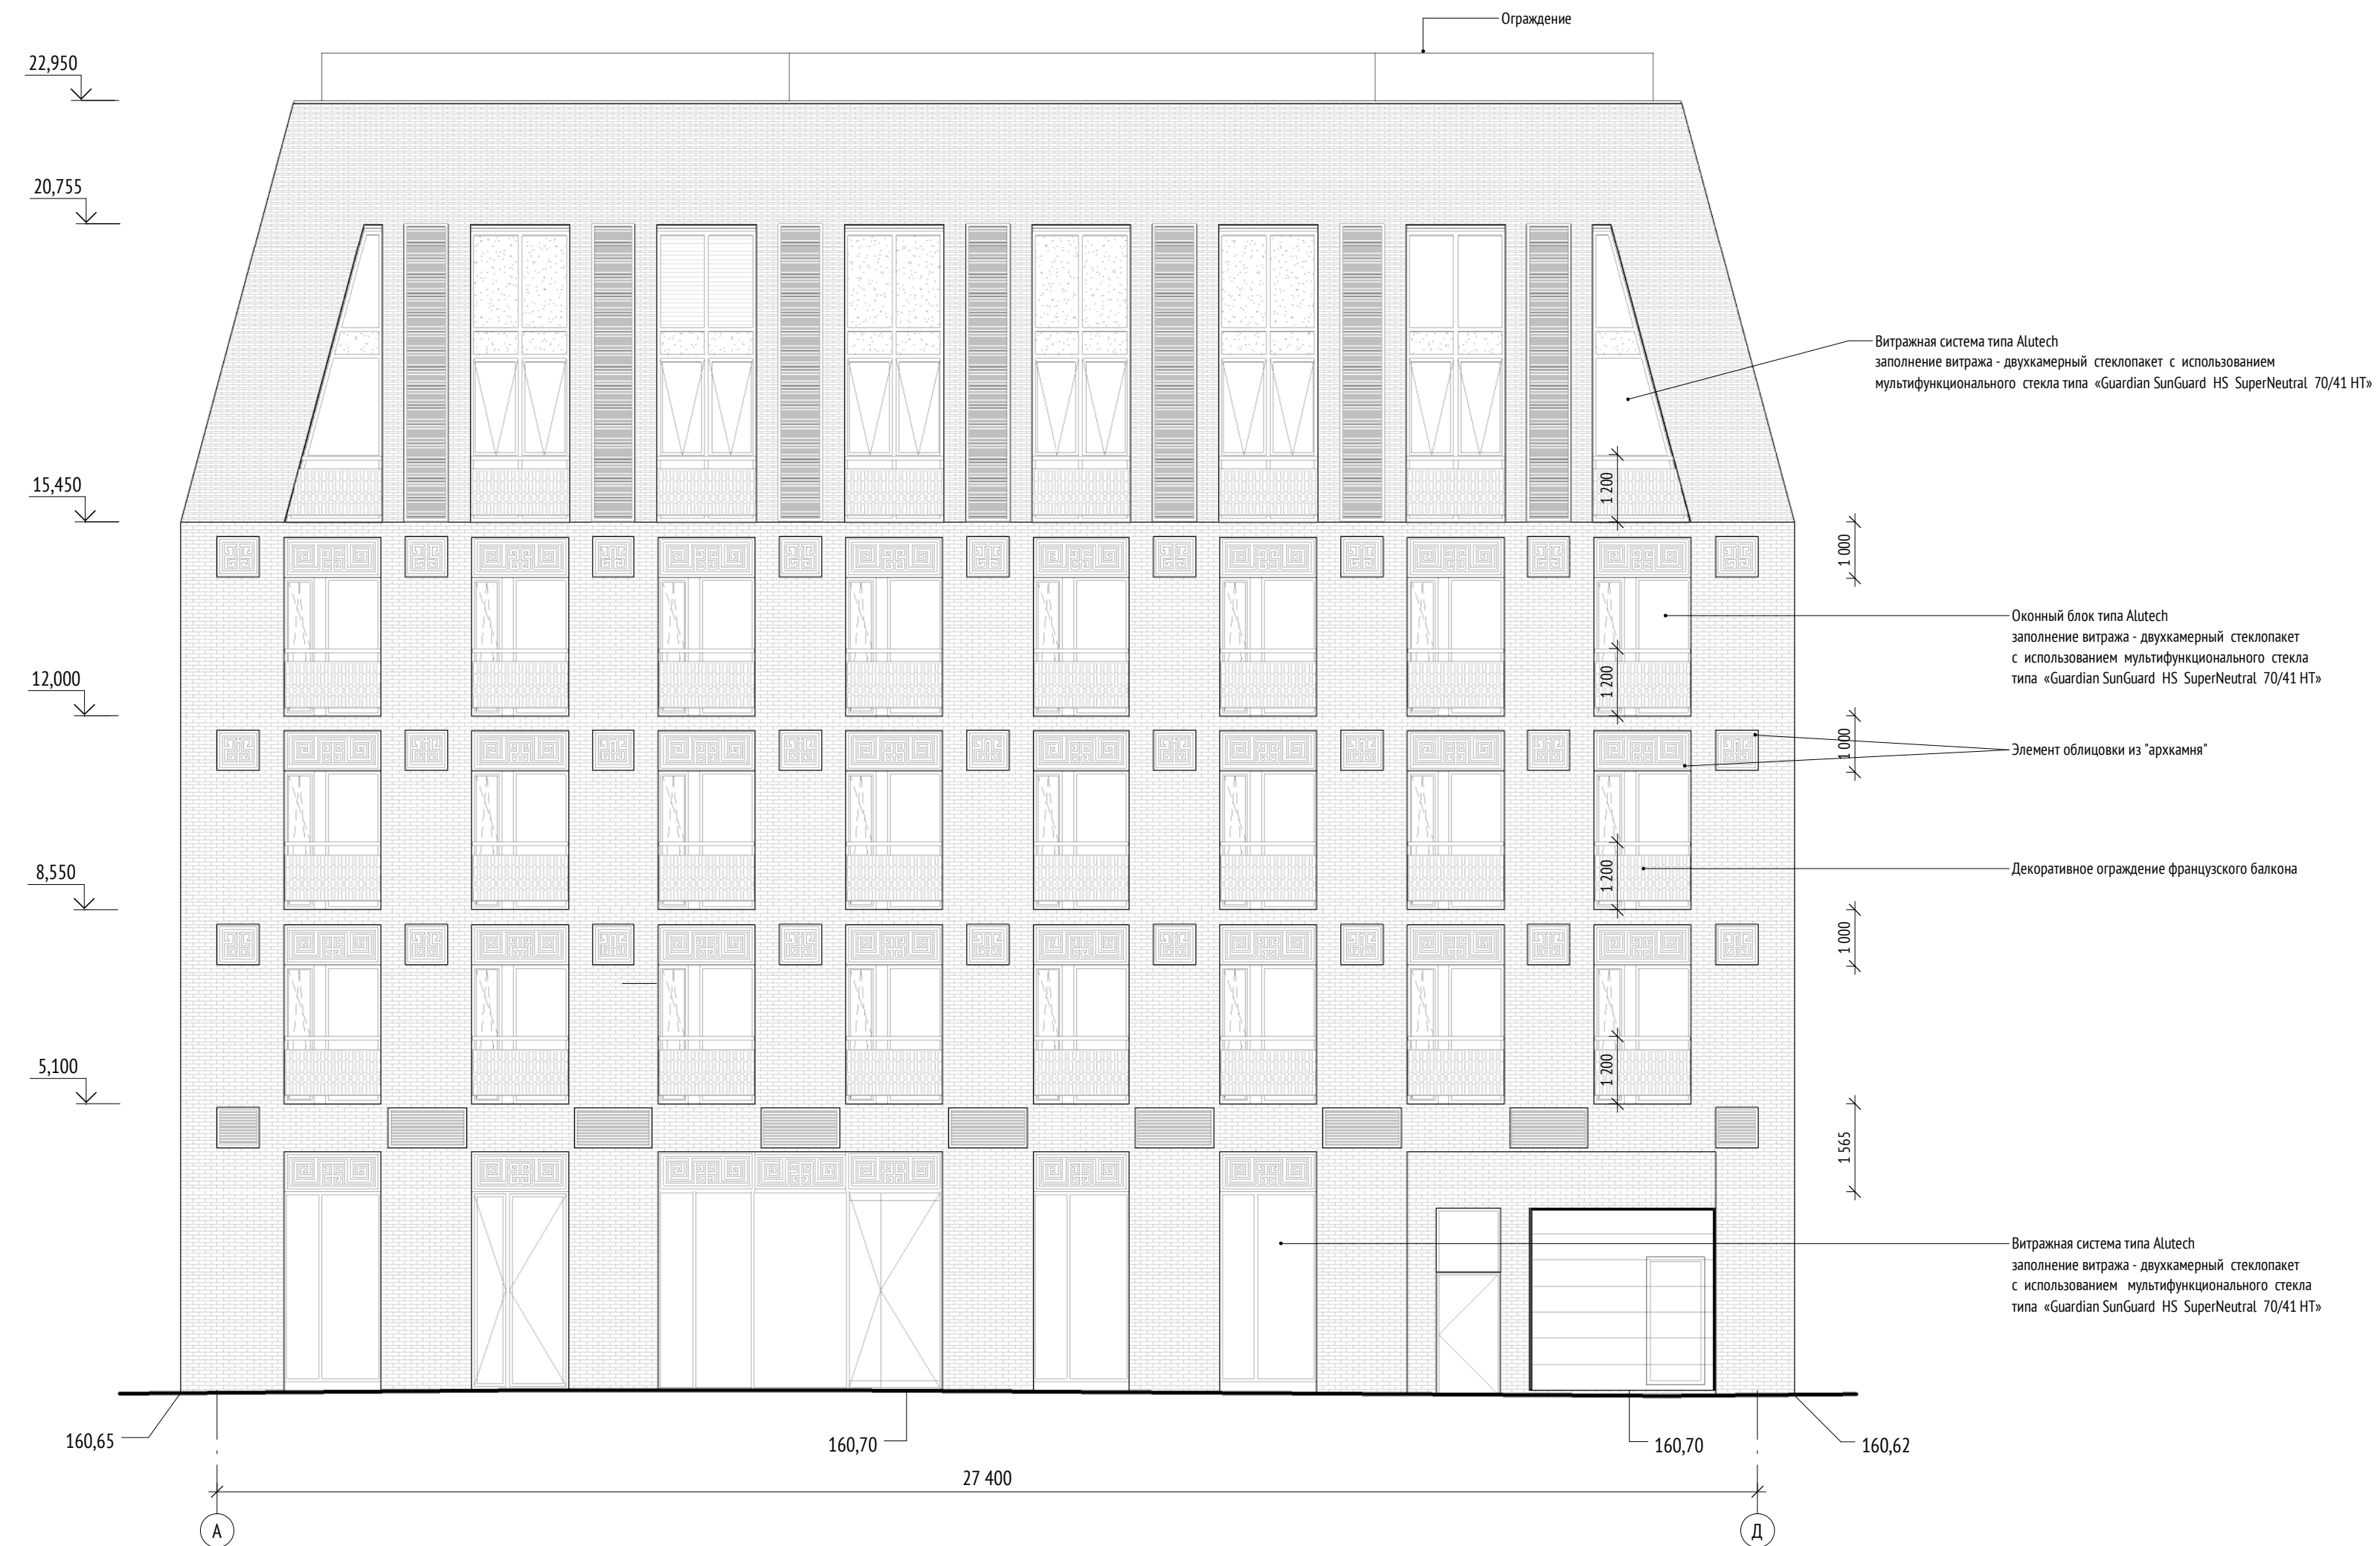 Ограждение
22,950
20,755
Витражная система типа Alutech
заполнение витража - двухкамерный стеклопакет с использованием
мультифункционального стекла типа «Guardian SunGuard HS SuperNeutral 70/41 HT»
15,450
1 200
1 000
Оконный блок типа Alutech
заполнение витража - двухкамерный стеклопакет
с использованием мультифункционального стекла
типа «Guardian SunGuard HS SuperNeutral 70/41 HT»
12,000
1 200
1 000
Элемент облицовки из "архкамня"
8,550
1 200
Декоративное ограждение французского балкона
1 000
5,100
1 200
1 565
Витражная система типа Alutech
заполнение витража - двухкамерный стеклопакет
с использованием мультифункционального стекла
типа «Guardian SunGuard HS SuperNeutral 70/41 HT»
160,65
160,70
160,70
160,62
27 400
А
Д